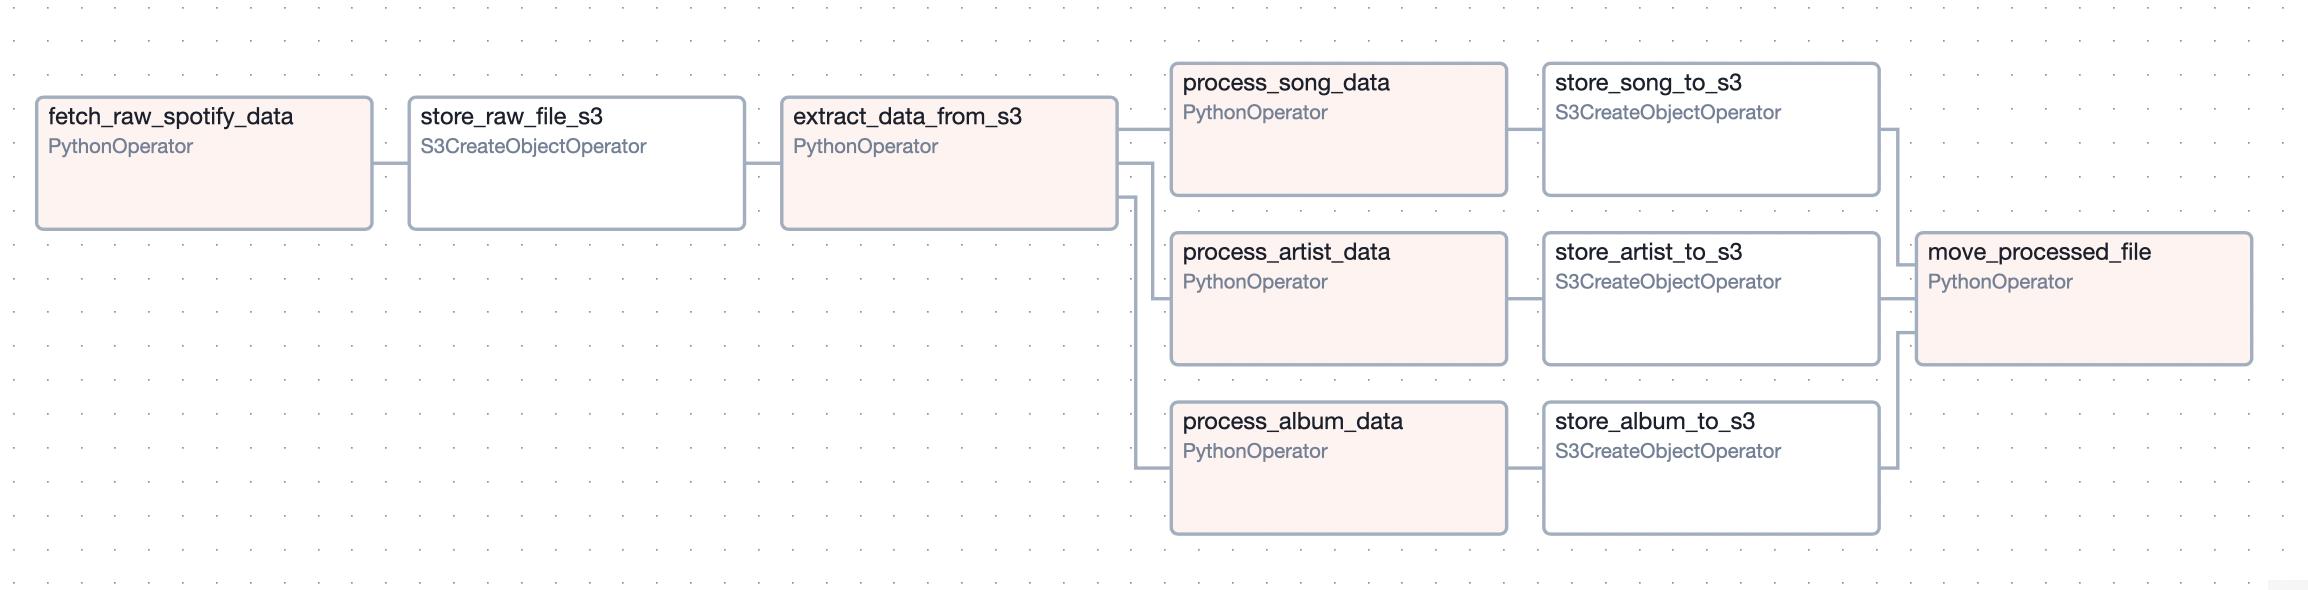 fetch_raw_spotify_data
PythonOperator
store_raw_file_s3
S3CreateObjectOperator
extract_data_from_s3
PythonOperator
process_song_data
PythonOperator
store_song_to_s3
S3CreateObjectOperator
process_artist_data
PythonOperator
store_artist_to_s3
S3CreateObjectOperator
process_album_data
PythonOperator
store_album_to_s3
S3CreateObjectOperator
move_processed_file
PythonOperator